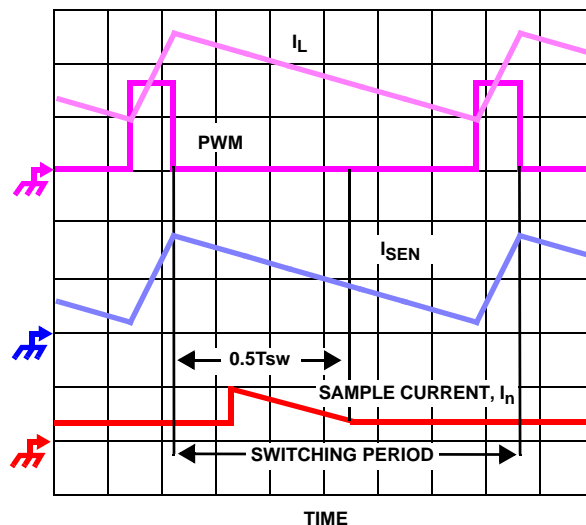 IL
PWM
ISEN
0.5Tsw
SAMPLE CURRENT, In
SWITCHING PERIOD
TIME